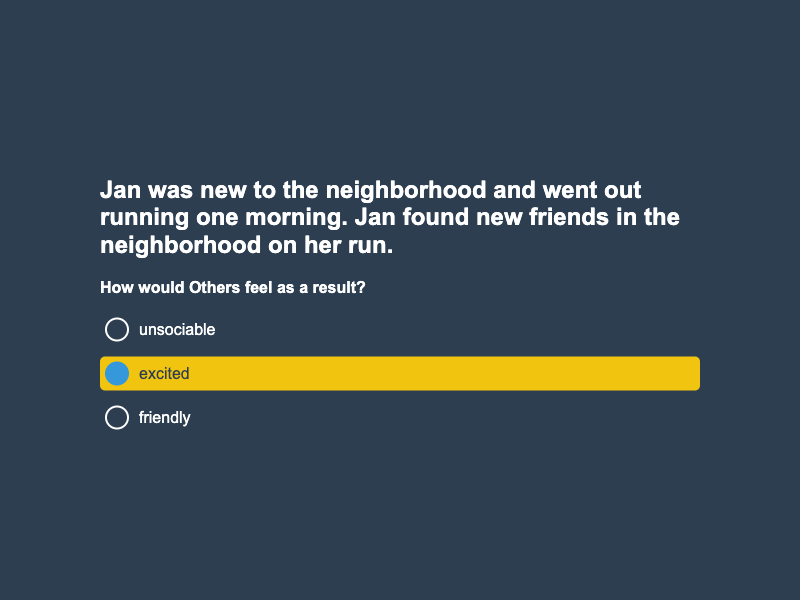 Jan was new to the neighborhood and went out
running one morning. Jan found new friends in the
neighborhood on her run.
How would Others feel as a result?
unsociable
excited
friendly